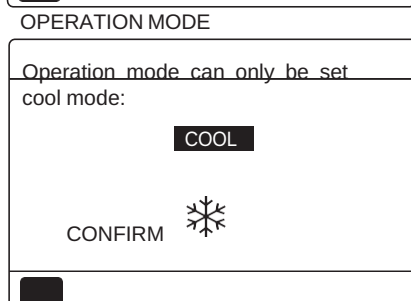 OPERATION MODE
Operation mode can only be set
cool mode:
COOL
CONFIRM